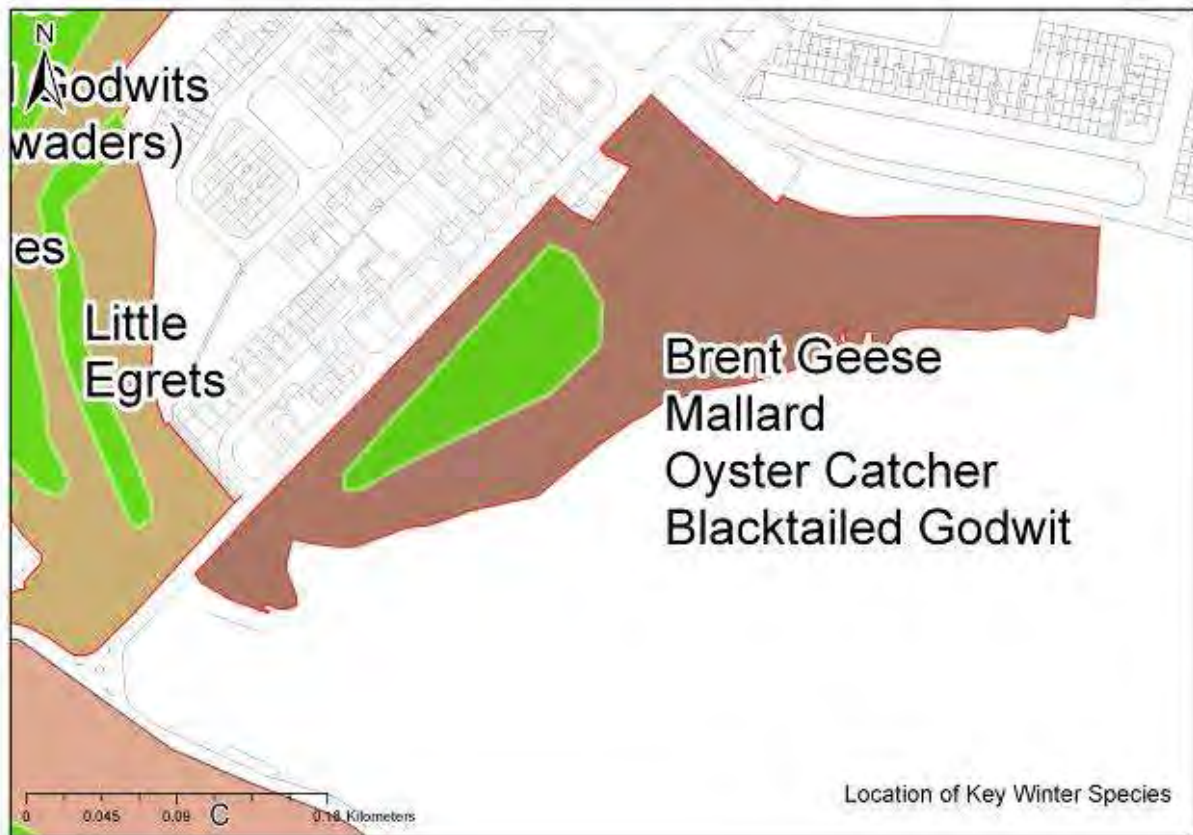 N
Godwits
waders)
es
Little
Egrets
Brent Geese
Mallard
Oyster Catcher
Blacktailed Godwit
Location of Key Winter Species
0 0.045 0.09 C 0.18 Kilometers